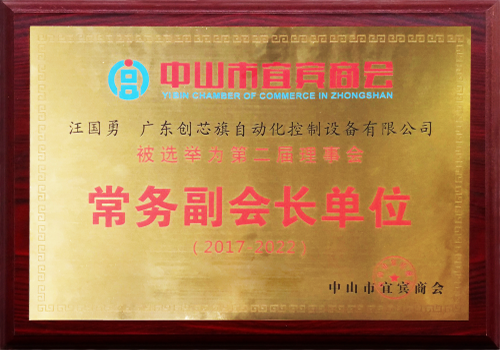 中山市宜宾商会
YIBIN CHAMBER OF COMMERCE IN ZHONGSHAN
汪国勇 广东创芯旗自动化控制设备有限公司
被选举为第二届理事会
常务副会长单位
(2017-2022)
中山市宜宾商会